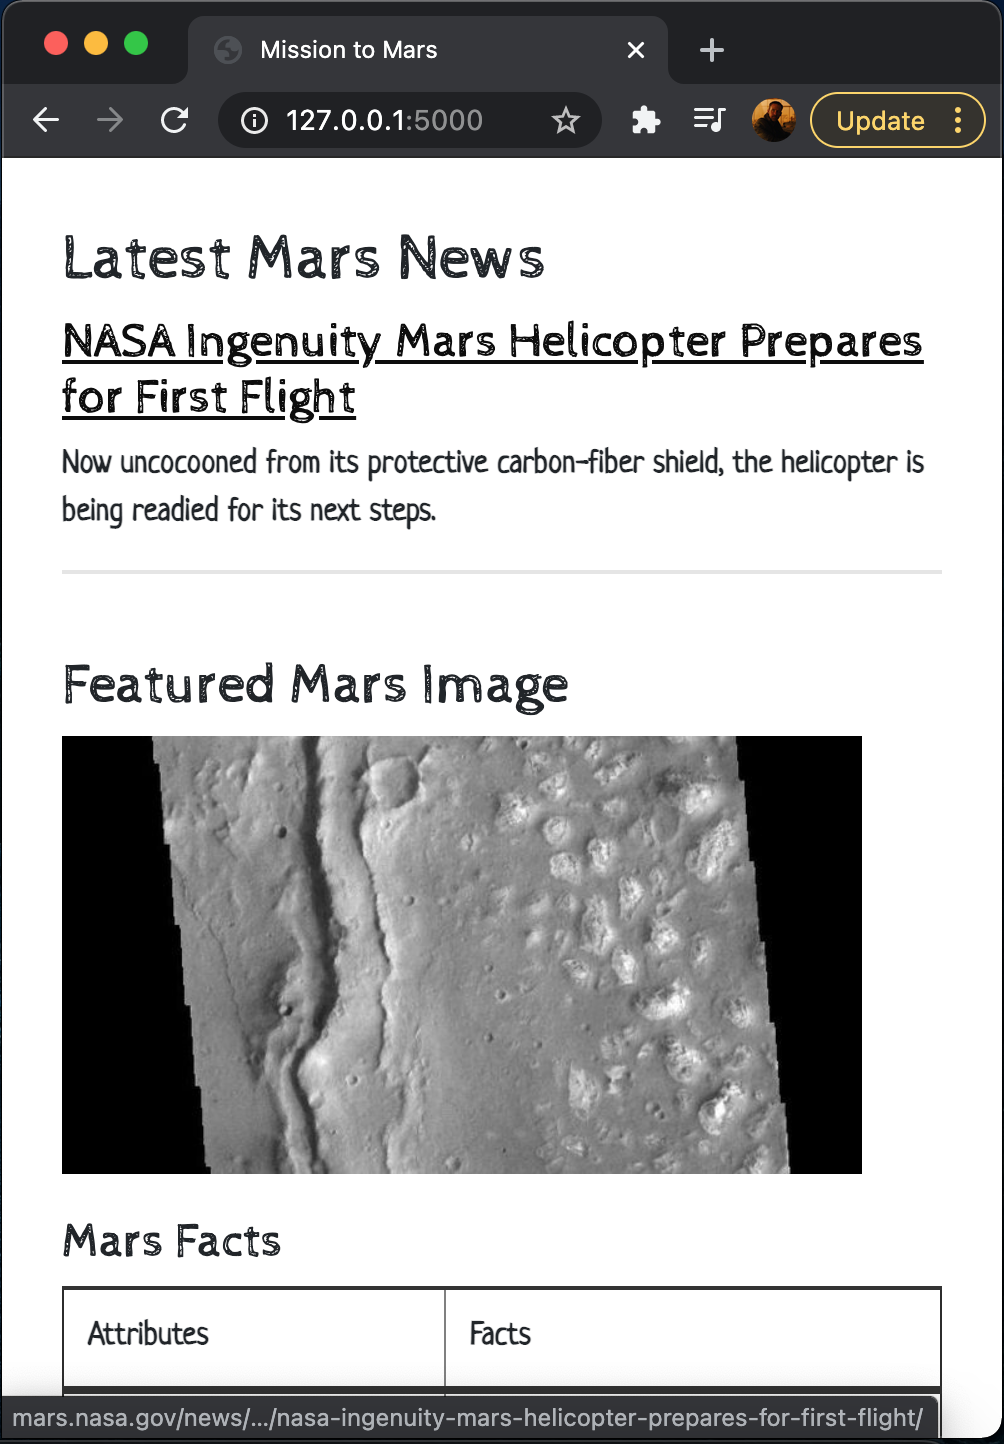 Mission to Mars
127.0.0.1:5000
Update
Latest Mars News
NASA Ingenuity Mars Helicopter Prepares
for First Flight
Now uncocooned from its protective carbon-fiber shield, the helicopter is
being readied for its next steps.
Featured Mars Image
Mars Facts
Attributes Facts
mars.nasa.gov/news/.../nasa-ingenuity-mars-helicopter-prepares-for-first-flight/